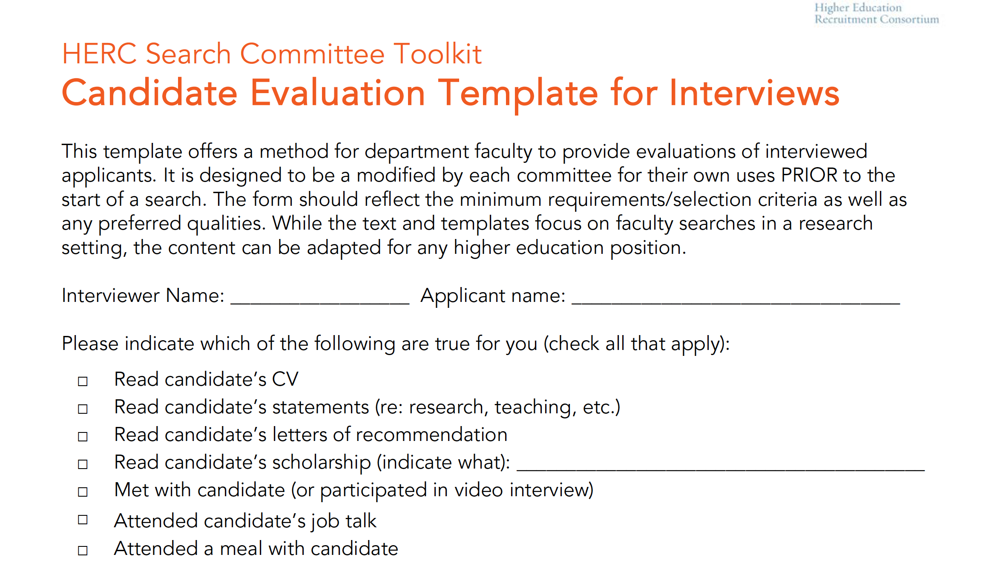 Higher Education
Recruitment Consortium
HERC Search Committee Toolkit
Candidate Evaluation Template for Interviews
This template offers a method for department faculty to provide evaluations of interviewed
applicants. It is designed to be a modified by each committee for their own uses PRIOR to the
start of a search. The form should reflect the minimum requirements/selection criteria as well as
any preferred qualities. While the text and templates focus on faculty searches in a research
setting, the content can be adapted for any higher education position.
Interviewer Name: __________________ Applicant name: _________________________________
Please indicate which of the following are true for you (check all that apply):
□ Read candidate’s CV
□ Read candidate’s statements (re: research, teaching, etc.)
□ Read candidate’s letters of recommendation
□ Read candidate’s scholarship (indicate what): _________________________________________
□ Met with candidate (or participated in video interview)
□ Attended candidate’s job talk
□ Attended a meal with candidate